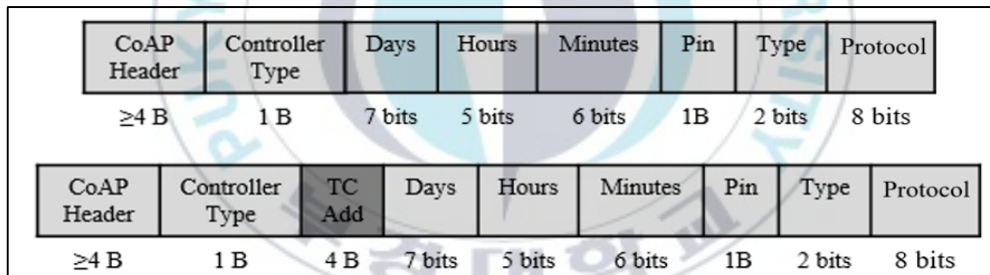 CoAP Header Controller Type Days Hours Minutes Pin Type Protocol
≥4 B 1 B 7 bits 5 bits 6 bits 1B 2 bits 8 bits
CoAP Header Controller Type TC Add Days Hours Minutes Pin Type Protocol
≥4 B 1 B 4 B 7 bits 5 bits 6 bits 1B 2 bits 8 bits